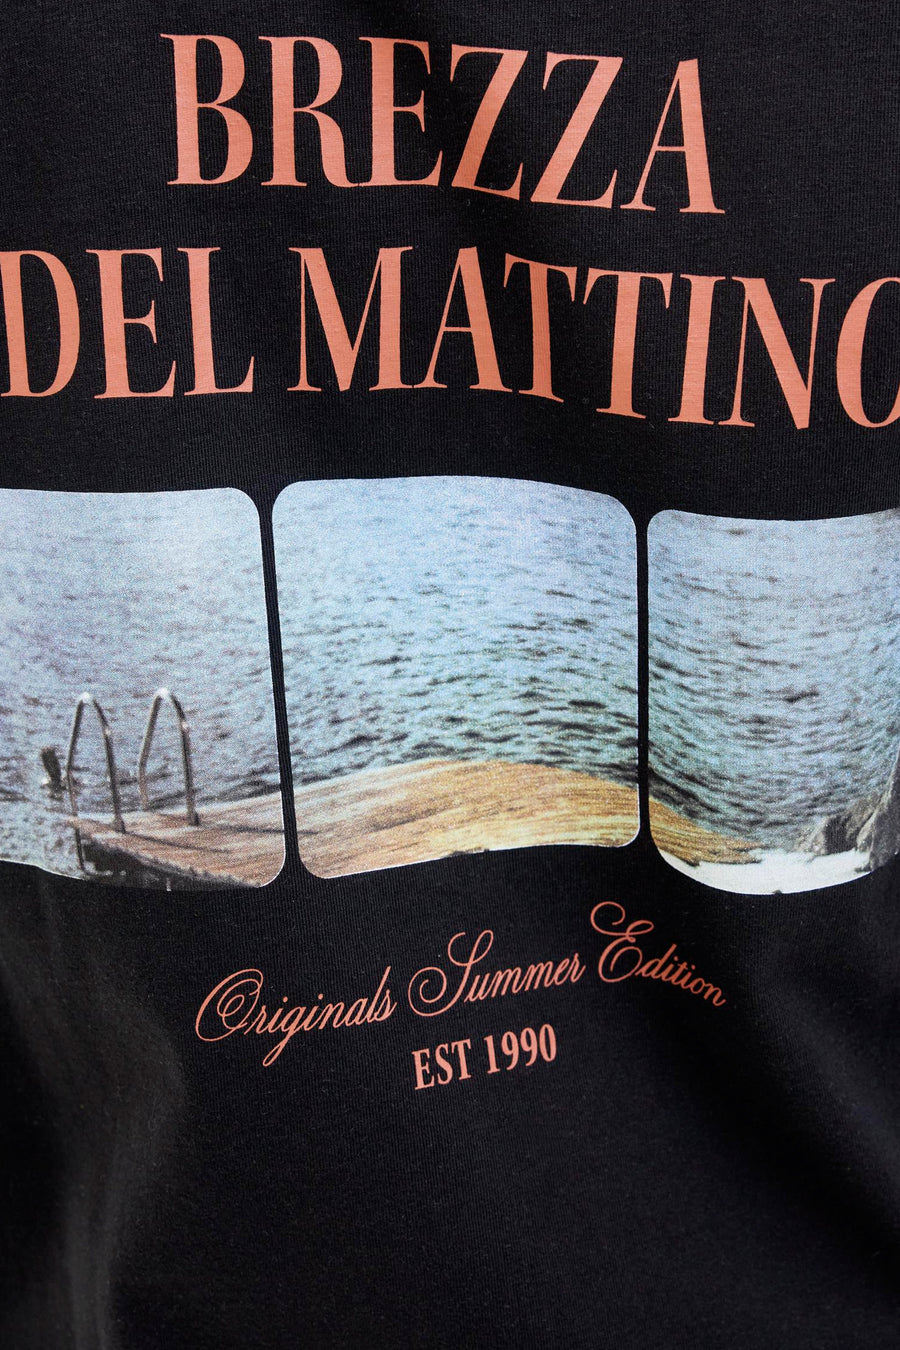 BREZZA
DEL MATTINO
Originals Summer Edition
EST 1990